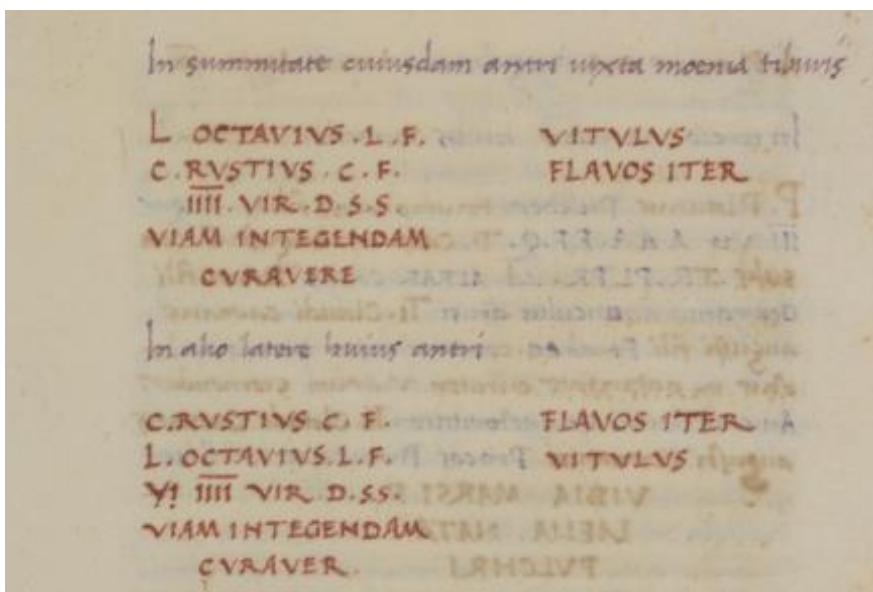 In summitate cuiusdam antri iuxta moenia tiburis
L OCTAVIVS . L . F. VITVLVS
C . RVSTIVS . C . F. FLAVOS ITER
IIII . VIR . D . S . S
VIAM INTEGENDAM
CVRAVERE
In alio latere huius antri
C . RVSTIVS C . F. FLAVOS ITER
L . OCTAVIVS . L . F. VITVLVS
IIII VIR . D . S S .
VIAM INTEGENDAM
CVRAVER .